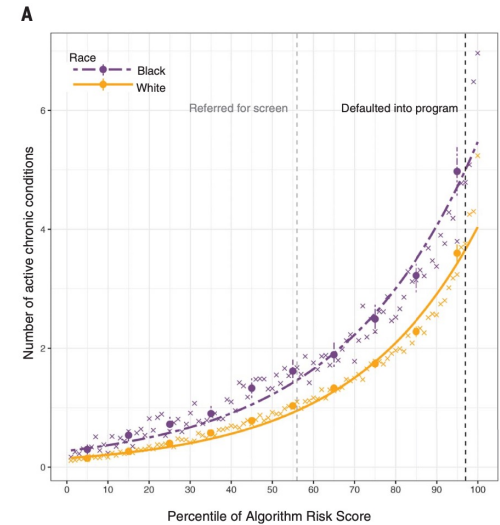 A
Race
Black
White
Referred for screen
Defaulted into program
Number of active chronic conditions
6
4
2
0
0 10 20 30 40 50 60 70 80 90 100
Percentile of Algorithm Risk Score